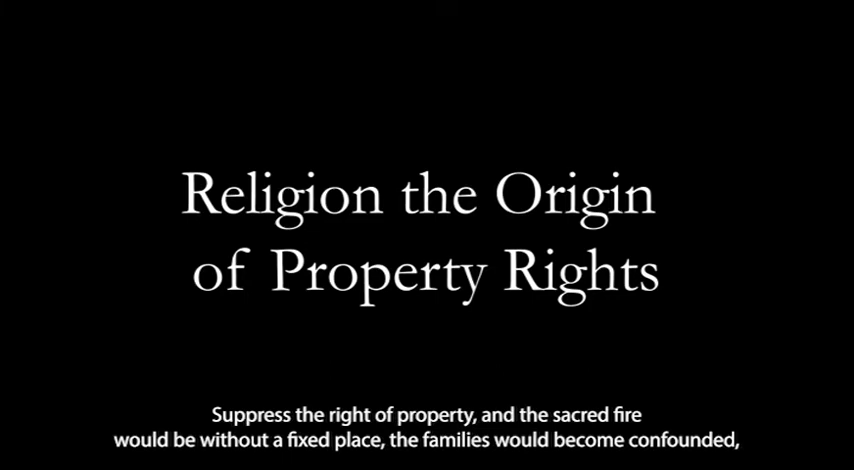 Religion the Origin
of Property Rights
Suppress the right of property, and the sacred fire
would be without a fixed place, the families would become confounded,